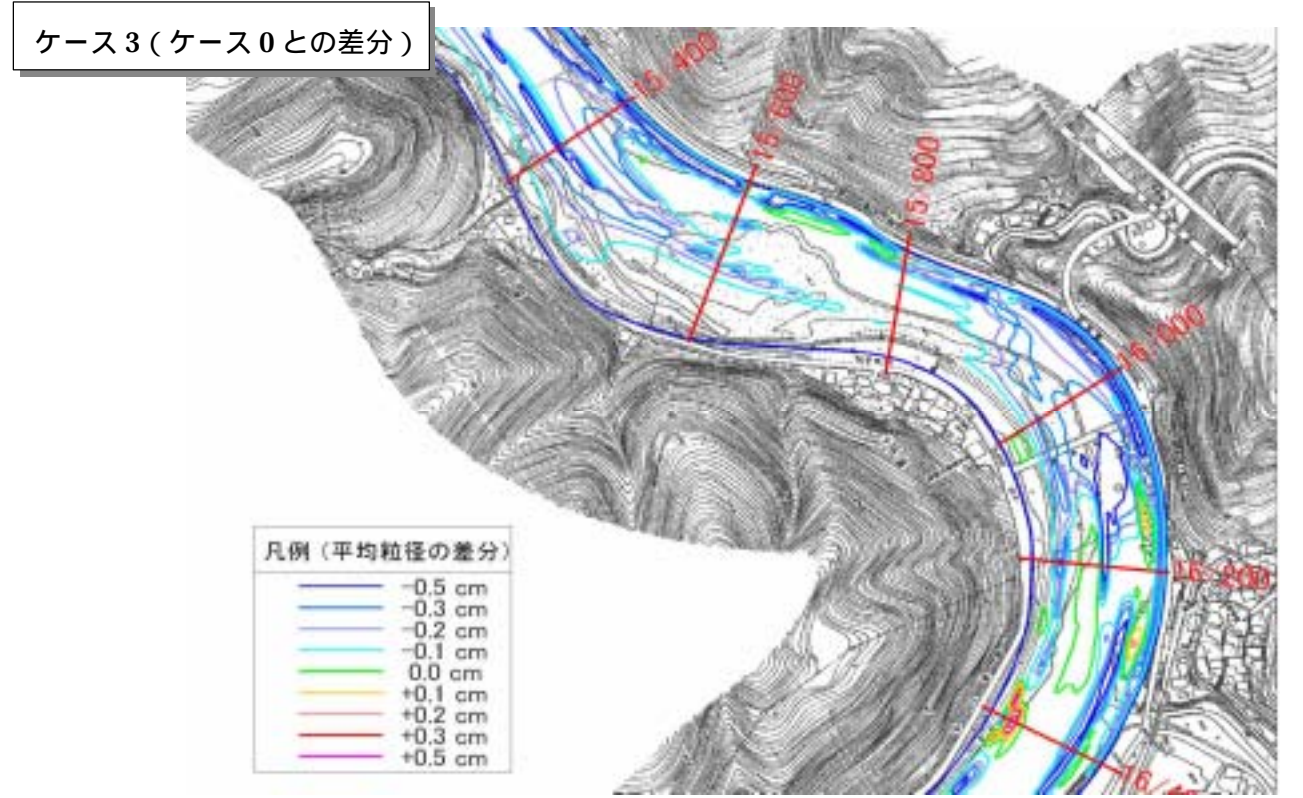 ケース3(ケース0との差分)
15/400
15/600
15/800
16/000
16/200
凡例(平均粒径の差分)
-0.5 cm
-0.3 cm
-0.2 cm
-0.1 cm
0.0 cm
+0.1 cm
+0.2 cm
+0.3 cm
+0.5 cm